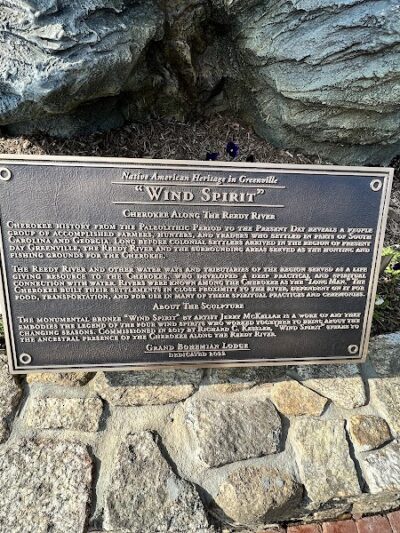 Native American Heritage in Greenville
"Wind Spirit"
Cherokee Along The Reedy River
Cherokee history from the Paleolithic Period to the Present Day reveals a people
group of accomplished farmers, hunters, and traders who settled in parts of South
Carolina and Georgia. Long before colonial settlers arrived in the region of present
day Greenville, the Reedy River and the surrounding areas served as the hunting and
fishing grounds for the Cherokee.
The Reedy River and other water ways and tributaries of the region served as a life
giving resource to the Cherokee, who developed a deep practical and spiritual
connection with water. Rivers were known among the Cherokee as the "Long Man." The
Cherokee built their settlements in close proximity to the river, dependent on it for
food, transportation, and for use in many of their spiritual practices and ceremonies.
About The Sculpture
The monumental bronze "Wind Spirit" by artist Jerry McKellar is a work of art that
embodies the legend of the four wind spirits who worked together to bring about the
changing seasons. Commissioned in 2017 by Richard C. Kessler, "Wind Spirit" speaks to
the ancestral presence of the Cherokee along the Reedy River.
Grand Bohemian Lodge
Dedicated 2022